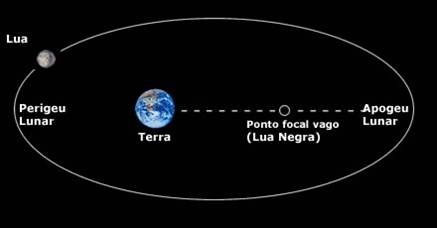 Lua
Perigeu
Lunar
Terra
Ponto focal vago
(Lua Negra)
Apogeu
Lunar